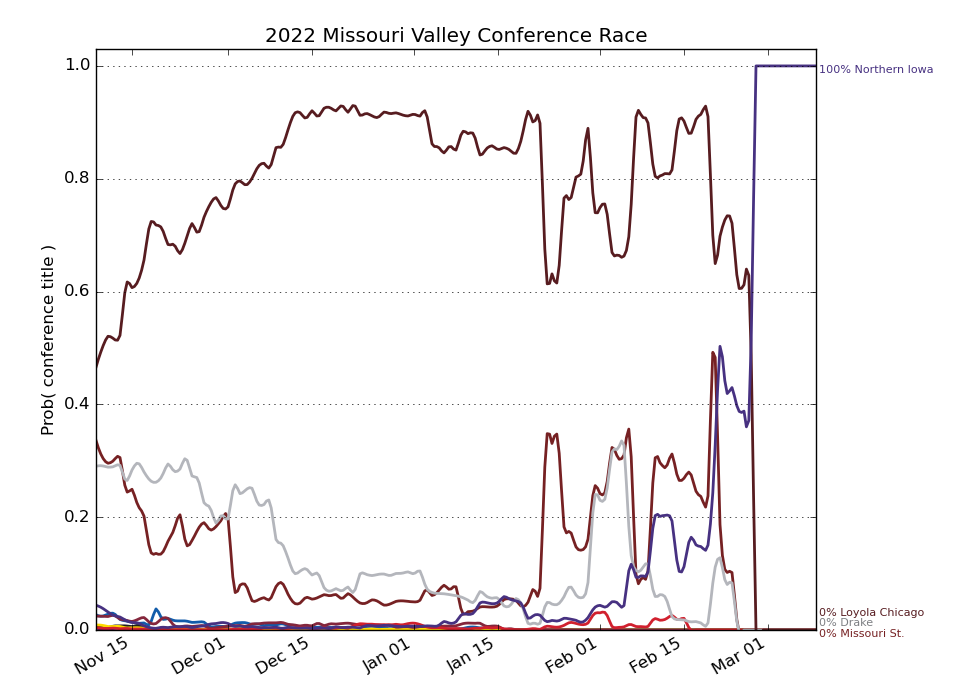 2022 Missouri Valley Conference Race
Prob( conference title )
1.0
0.8
0.6
0.4
0.2
0.0
Nov 15
Dec 01
Dec 15
Jan 01
Jan 15
Feb 01
Feb 15
Mar 01
100% Northern Iowa
0% Loyola Chicago
0% Drake
0% Missouri St.